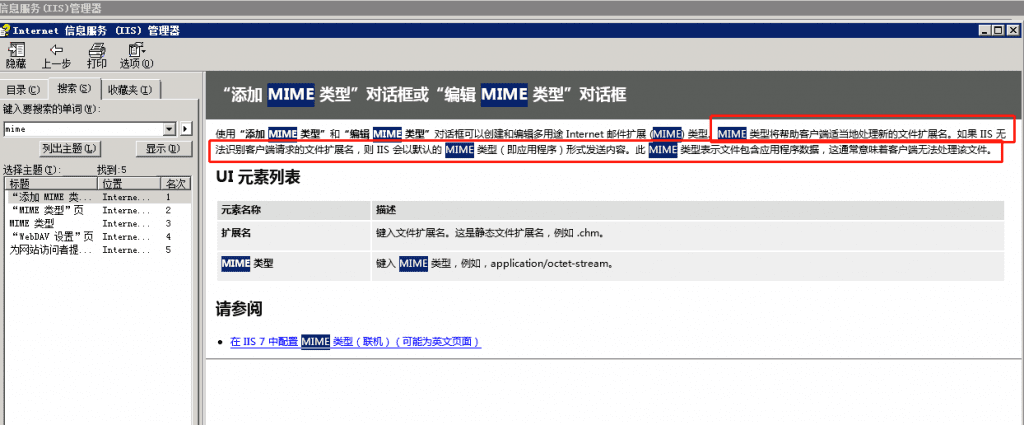 信息服务(IIS)管理器
Internet 信息服务 (IIS) 管理器
隐藏 上一步 打印 选项(O)
目录(C) 搜索(S) 收藏夹(I)
键入要搜索的单词(W):
mime
列出主题(L) 显示(D)
选择主题(T): 找到:5
标题 位置 名次
“添加 MIME 类... Interne... 1
“MIME 类型”页 Interne... 2
MIME 类型 Interne... 3
“WebDAV 设置”页 Interne... 4
为网站访问者提... Interne... 5
“添加 MIME 类型”对话框或“编辑 MIME 类型”对话框
使用“添加 MIME 类型”和“编辑 MIME 类型”对话框可以创建和编辑多用途 Internet 邮件扩展 (MIME) 类型。MIME 类型将帮助客户端适当地处理新的文件扩展名。如果 IIS 无
法识别客户端请求的文件扩展名，则 IIS 会以默认的 MIME 类型（即应用程序）形式发送内容。此 MIME 类型表示文件包含应用程序数据，这通常意味着客户端无法处理该文件。
UI 元素列表
元素名称 描述
扩展名 键入文件扩展名。这是静态文件扩展名，例如 .chm。
MIME 类型 键入 MIME 类型，例如，application/octet-stream。
请参阅
在 IIS 7 中配置 MIME 类型（联机）（可能为英文页面）